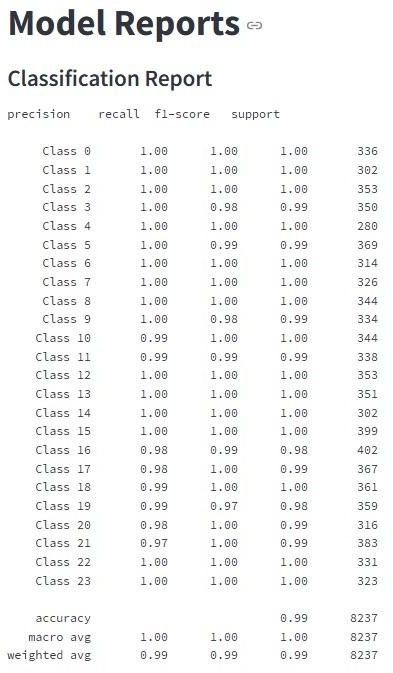 Model Reports
Classification Report
precision recall f1-score support
Class 0 1.00 1.00 1.00 336
Class 1 1.00 1.00 1.00 302
Class 2 1.00 1.00 1.00 353
Class 3 1.00 0.98 0.99 350
Class 4 1.00 1.00 1.00 280
Class 5 1.00 0.99 0.99 369
Class 6 1.00 1.00 1.00 314
Class 7 1.00 1.00 1.00 326
Class 8 1.00 1.00 1.00 344
Class 9 1.00 0.98 0.99 334
Class 10 0.99 1.00 1.00 344
Class 11 0.99 0.99 0.99 338
Class 12 1.00 1.00 1.00 353
Class 13 1.00 1.00 1.00 351
Class 14 1.00 1.00 1.00 302
Class 15 1.00 1.00 1.00 399
Class 16 0.98 0.99 0.98 402
Class 17 0.98 1.00 0.99 367
Class 18 0.99 1.00 1.00 361
Class 19 0.99 0.97 0.98 359
Class 20 0.98 1.00 0.99 316
Class 21 0.97 1.00 0.99 383
Class 22 1.00 1.00 1.00 331
Class 23 1.00 1.00 1.00 323
accuracy 0.99 8237
macro avg 1.00 1.00 1.00 8237
weighted avg 0.99 0.99 0.99 8237